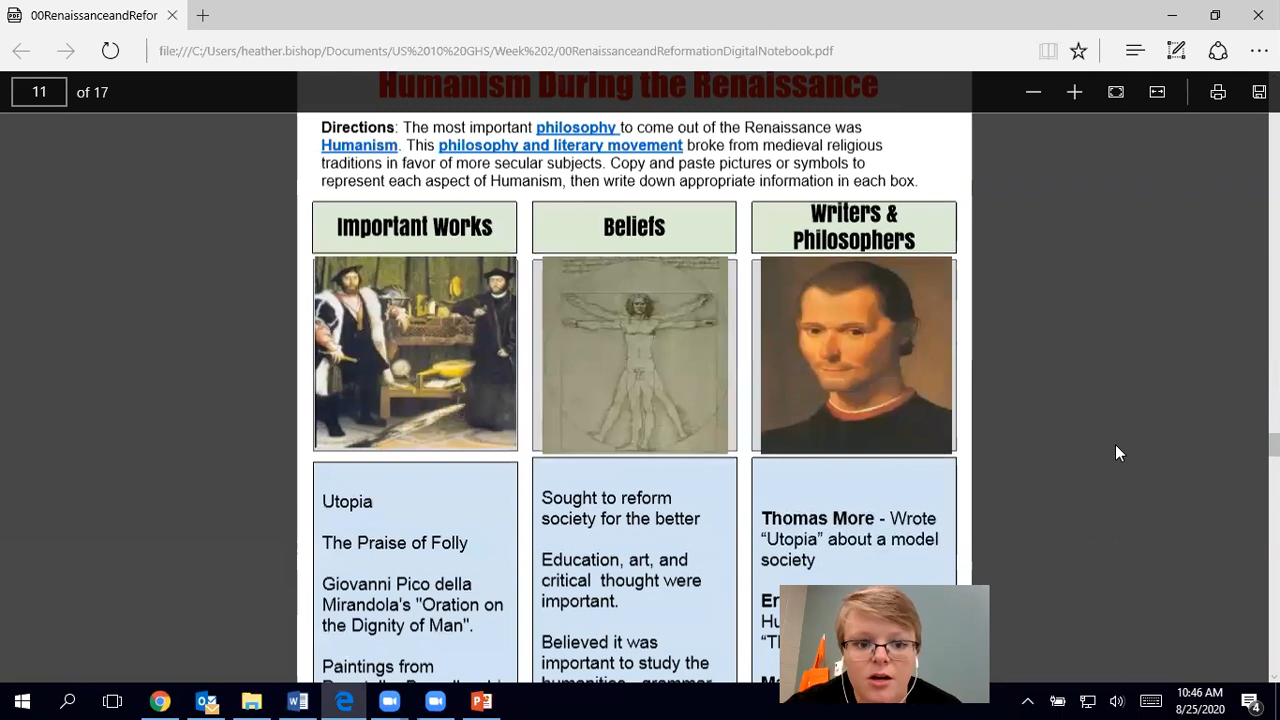 00RenaissanceandRefor
file:///C:/Users/heather.bishop/Documents/US%2010%20GHS/Week%202/00RenaissanceandReformationDigitalNotebook.pdf
11 of 17
Humanism During the Renaissance
Directions: The most important philosophy to come out of the Renaissance was
Humanism. This philosophy and literary movement broke from medieval religious
traditions in favor of more secular subjects. Copy and paste pictures or symbols to
represent each aspect of Humanism, then write down appropriate information in each box.
Important Works
Utopia
The Praise of Folly
Giovanni Pico della
Mirandola's "Oration on
the Dignity of Man".
Paintings from
Beliefs
Sought to reform
society for the better
Education, art, and
critical thought were
important.
Believed it was
important to study the
humanities - grammar
Writers &
Philosophers
Thomas More - Wrote
“Utopia” about a model
society
Er
Hu
“Th
10:46 AM
8/25/2020
4